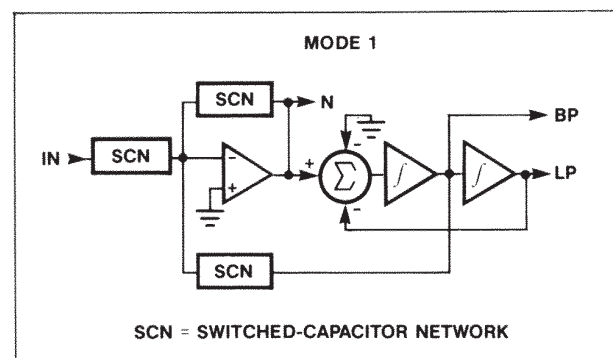 MODE 1
SCN
N
BP
IN
SCN
-
+
+
-
Σ
-
∫
∫
LP
SCN
SCN = SWITCHED-CAPACITOR NETWORK